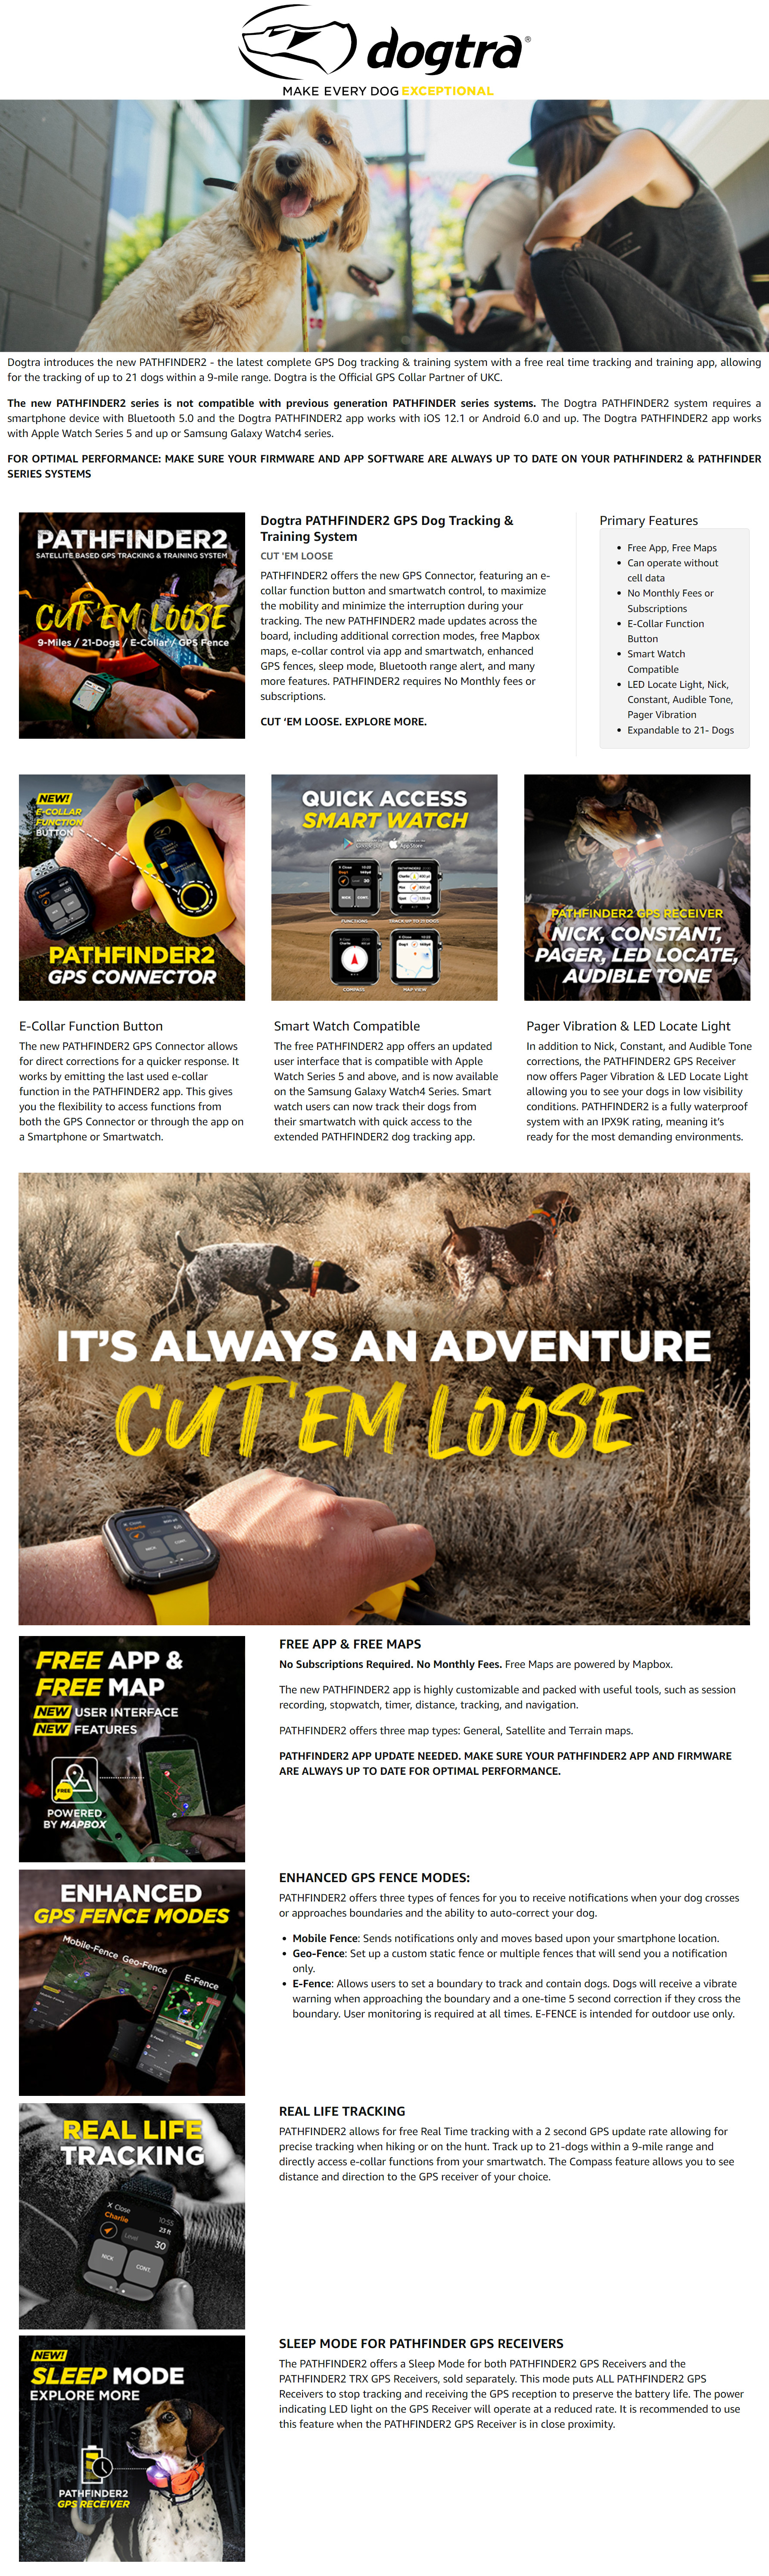 dogtra®
MAKE EVERY DOG EXCEPTIONAL
Dogtra introduces the new PATHFINDER2 - the latest complete GPS Dog tracking & training system with a free real time tracking and training app, allowing
for the tracking of up to 21 dogs within a 9-mile range. Dogtra is the Official GPS Collar Partner of UKC.
The new PATHFINDER2 series is not compatible with previous generation PATHFINDER series systems. The Dogtra PATHFINDER2 system requires a
smartphone device with Bluetooth 5.0 and the Dogtra PATHFINDER2 app works with iOS 12.1 or Android 6.0 and up. The Dogtra PATHFINDER2 app works
with Apple Watch Series 5 and up or Samsung Galaxy Watch4 series.
FOR OPTIMAL PERFORMANCE: MAKE SURE YOUR FIRMWARE AND APP SOFTWARE ARE ALWAYS UP TO DATE ON YOUR PATHFINDER2 & PATHFINDER
SERIES SYSTEMS
PATHFINDER2
SATELLITE BASED GPS TRACKING & TRAINING SYSTEM
CUT 'EM LOOSE
9-Miles / 21-Dogs / E-Collar / GPS Fence
Dogtra PATHFINDER2 GPS Dog Tracking &
Training System
CUT 'EM LOOSE
PATHFINDER2 offers the new GPS Connector, featuring an e-
collar function button and smartwatch control, to maximize
the mobility and minimize the interruption during your
tracking. The new PATHFINDER2 made updates across the
board, including additional correction modes, free Mapbox
maps, e-collar control via app and smartwatch, enhanced
GPS fences, sleep mode, Bluetooth range alert, and many
more features. PATHFINDER2 requires No Monthly fees or
subscriptions.
CUT ‘EM LOOSE. EXPLORE MORE.
Primary Features
• Free App, Free Maps
• Can operate without
cell data
• No Monthly Fees or
Subscriptions
• E-Collar Function
Button
• Smart Watch
Compatible
• LED Locate Light, Nick,
Constant, Audible Tone,
Pager Vibration
• Expandable to 21- Dogs
NEW!
E-COLLAR
FUNCTION
BUTTON
PATHFINDER2
GPS CONNECTOR
QUICK ACCESS
SMART WATCH
Google Play App Store
FUNCTIONS
TRACK UP TO 21 DOGS
COMPASS
MAP VIEW
PATHFINDER2 GPS RECEIVER
NICK, CONSTANT,
PAGER, LED LOCATE,
AUDIBLE TONE
E-Collar Function Button
The new PATHFINDER2 GPS Connector allows
for direct corrections for a quicker response. It
works by emitting the last used e-collar
function in the PATHFINDER2 app. This gives
you the flexibility to access functions from
both the GPS Connector or through the app on
a Smartphone or Smartwatch.
Smart Watch Compatible
The free PATHFINDER2 app offers an updated
user interface that is compatible with Apple
Watch Series 5 and above, and is now available
on the Samsung Galaxy Watch4 Series. Smart
watch users can now track their dogs from
their smartwatch with quick access to the
extended PATHFINDER2 dog tracking app.
Pager Vibration & LED Locate Light
In addition to Nick, Constant, and Audible Tone
corrections, the PATHFINDER2 GPS Receiver
now offers Pager Vibration & LED Locate Light
allowing you to see your dogs in low visibility
conditions. PATHFINDER2 is a fully waterproof
system with an IPX9K rating, meaning it’s
ready for the most demanding environments.
IT'S ALWAYS AN ADVENTURE
CUT 'EM LOOSE
Charlie
NICK
FREE APP &
FREE MAP
NEW USER INTERFACE
NEW FEATURES
FREE
POWERED
BY MAPBOX
FREE APP & FREE MAPS
No Subscriptions Required. No Monthly Fees. Free Maps are powered by Mapbox.
The new PATHFINDER2 app is highly customizable and packed with useful tools, such as session
recording, stopwatch, timer, distance, tracking, and navigation.
PATHFINDER2 offers three map types: General, Satellite and Terrain maps.
PATHFINDER2 APP UPDATE NEEDED. MAKE SURE YOUR PATHFINDER2 APP AND FIRMWARE
ARE ALWAYS UP TO DATE FOR OPTIMAL PERFORMANCE.
ENHANCED
GPS FENCE MODES
Mobile-Fence Geo-Fence E-Fence
ENHANCED GPS FENCE MODES:
PATHFINDER2 offers three types of fences for you to receive notifications when your dog crosses
or approaches boundaries and the ability to auto-correct your dog.
• Mobile Fence: Sends notifications only and moves based upon your smartphone location.
• Geo-Fence: Set up a custom static fence or multiple fences that will send you a notification
only.
• E-Fence: Allows users to set a boundary to track and contain dogs. Dogs will receive a vibrate
warning when approaching the boundary and a one-time 5 second correction if they cross the
boundary. User monitoring is required at all times. E-FENCE is intended for outdoor use only.
REAL LIFE
TRACKING
X Close
10:55
Charlie
23 ft
Level 30
NICK
CONT.
REAL LIFE TRACKING
PATHFINDER2 allows for free Real Time tracking with a 2 second GPS update rate allowing for
precise tracking when hiking or on the hunt. Track up to 21-dogs within a 9-mile range and
directly access e-collar functions from your smartwatch. The Compass feature allows you to see
distance and direction to the GPS receiver of your choice.
NEW!
SLEEP MODE
EXPLORE MORE
PATHFINDER2
GPS RECEIVER
SLEEP MODE FOR PATHFINDER GPS RECEIVERS
The PATHFINDER2 offers a Sleep Mode for both PATHFINDER2 GPS Receivers and the
PATHFINDER2 TRX GPS Receivers, sold separately. This mode puts ALL PATHFINDER2 GPS
Receivers to stop tracking and receiving the GPS reception to preserve the battery life. The power
indicating LED light on the GPS Receiver will operate at a reduced rate. It is recommended to use
this feature when the PATHFINDER2 GPS Receiver is in close proximity.